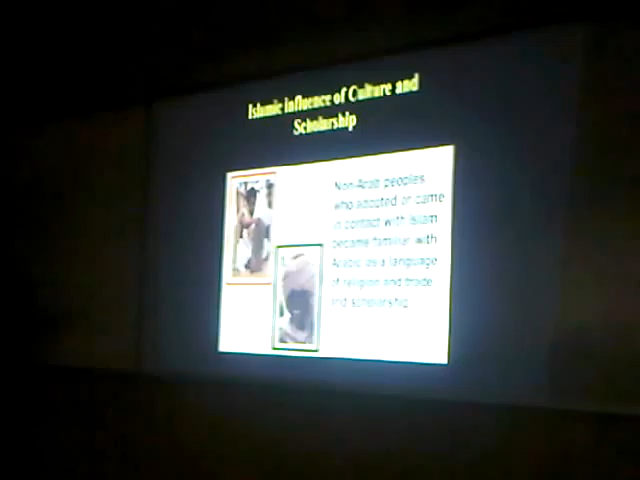 Islamic influence of Culture and
Scholarship
Non-Arab peoples
who adopted or came
in contact with Islam
became familiar with
Arabic as a language
of religion and trade
and scholarship